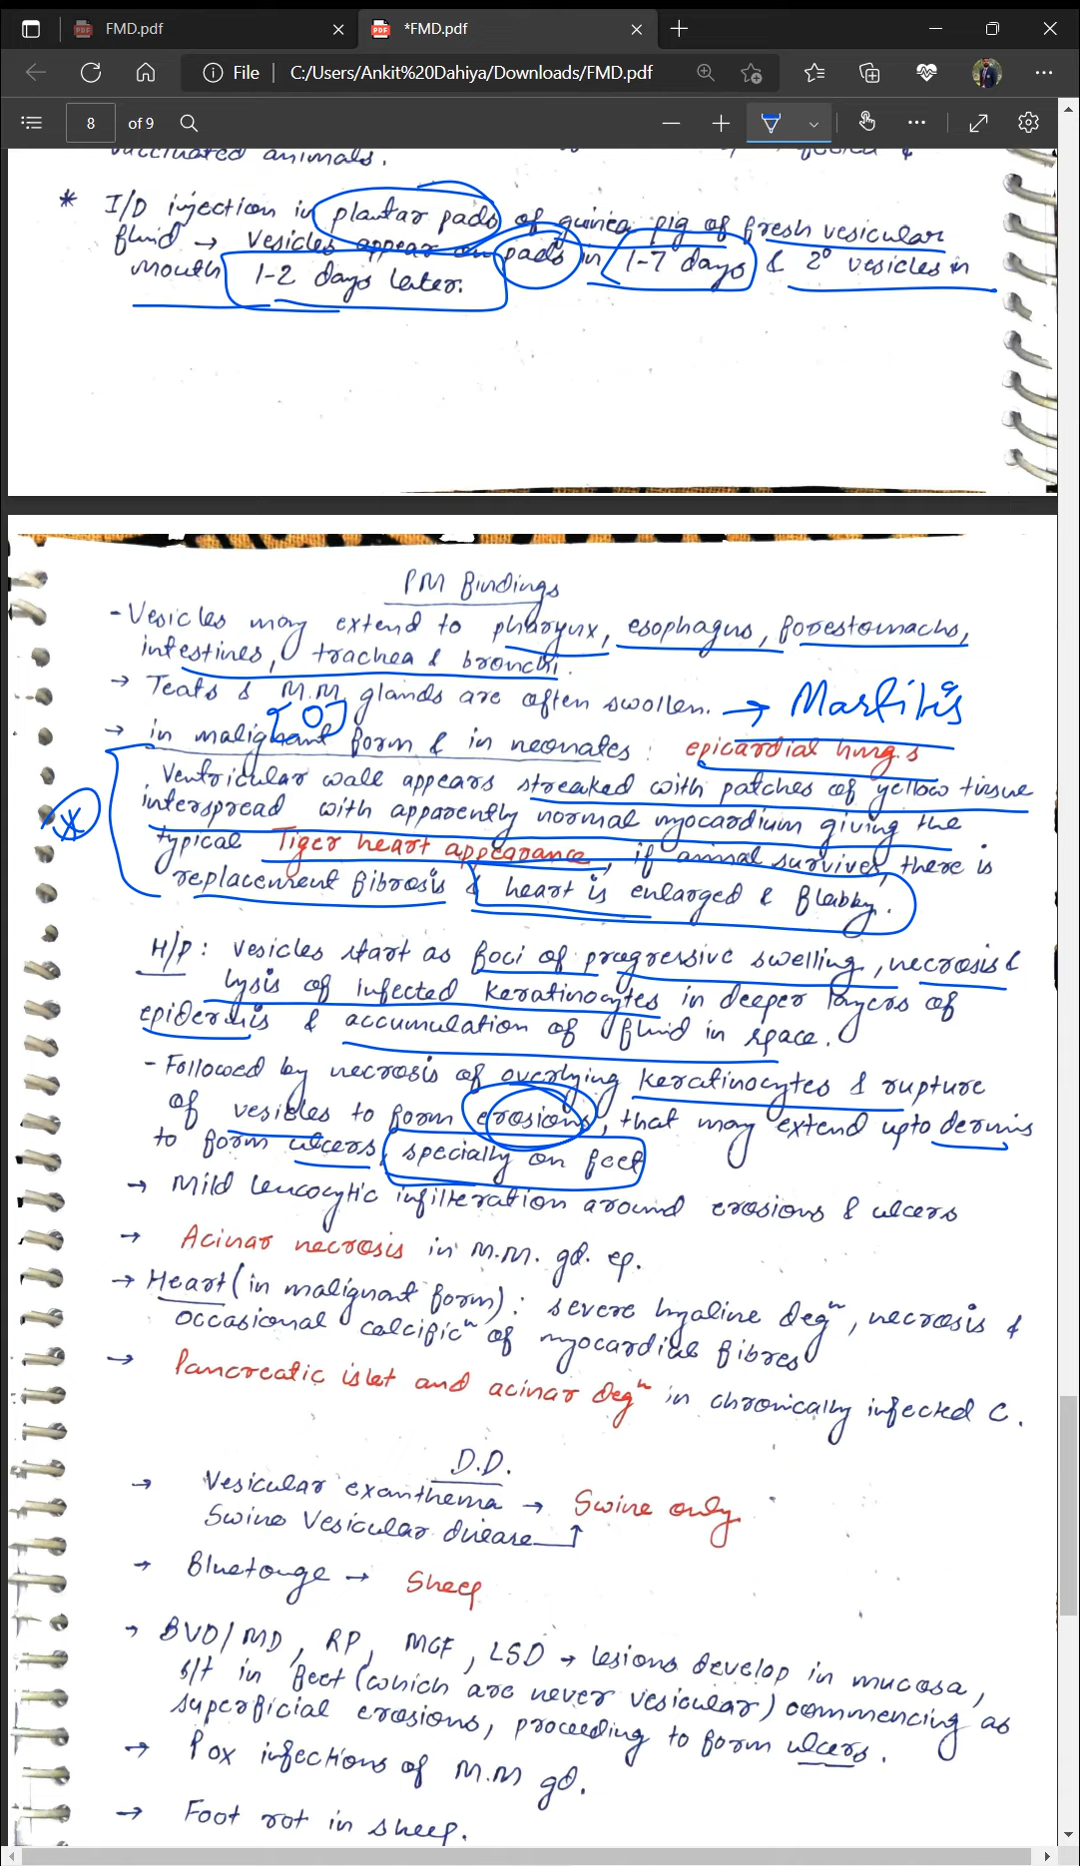 FMD.pdf
*FMD.pdf
File
C:/Users/Ankit%20Dahiya/Downloads/FMD.pdf
8 of 9
vaccinated animals.
* I/D injection in plantar pads of guinea pig of fresh vesicular
fluid → Vesicles appear on pads in 1-7 days & 2° vesicles in
mouth 1-2 days later.
PM Findings
- Vesicles may extend to pharynx, esophagus, forestomachs,
intestines, trachea & bronchi.
→ Teats & M.M. glands are often swollen. → Mastitis
→ in malignant form & in neonates: epicardial hmgs
Ventricular wall appears streaked with patches of yellow tissue
interspread with apparently normal myocardium giving the
typical Tiger heart appearance, if animal survives, there is
replacement fibrosis & heart is enlarged & flabby.
H/P: vesicles start as foci of progressive swelling, necrosis &
lysis of infected keratinocytes in deeper layers of
epidermis & accumulation of fluid in space.
- Followed by necrosis of overlying keratinocytes & rupture
of vesicles to form erosions, that may extend upto dermis
to form ulcers, specially on feet
→ Mild leucocytic infilteration around erosions & ulcers
→ Acinar necrosis in M.M. gd. ep.
→ Heart (in malignant form): severe hyaline degⁿ, necrosis &
occasional calcificⁿ of myocardial fibres
→ Pancreatic islet and acinar degⁿ in chronically infected C.
D.D.
→ Vesicular exanthema → Swine only
Swine Vesicular disease
→ Bluetonge → Sheep
→ BVD/MD, RP, MCF, LSD → lesions develop in mucosa,
s/t in feet (which are never vesicular) commencing as
superficial erosions, proceeding to form ulcers.
→ Pox infections of M.M gd.
→ Foot rot in sheep.